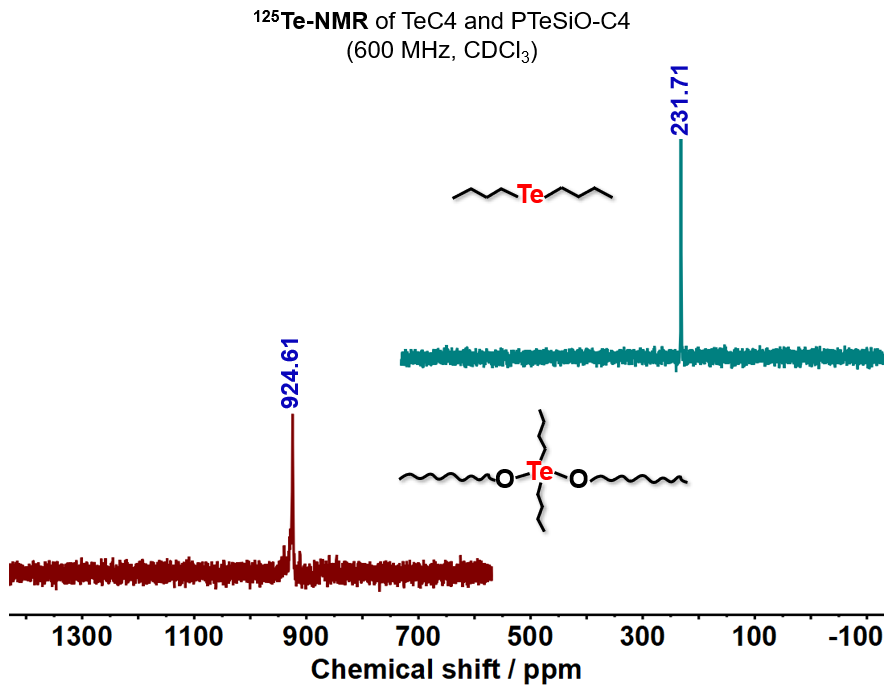 ¹²⁵Te-NMR of TeC4 and PTeSiO-C4
(600 MHz, CDCl₃)
231.71
Te
924.61
O Te O
1300 1100 900 700 500 300 100 -100
Chemical shift / ppm